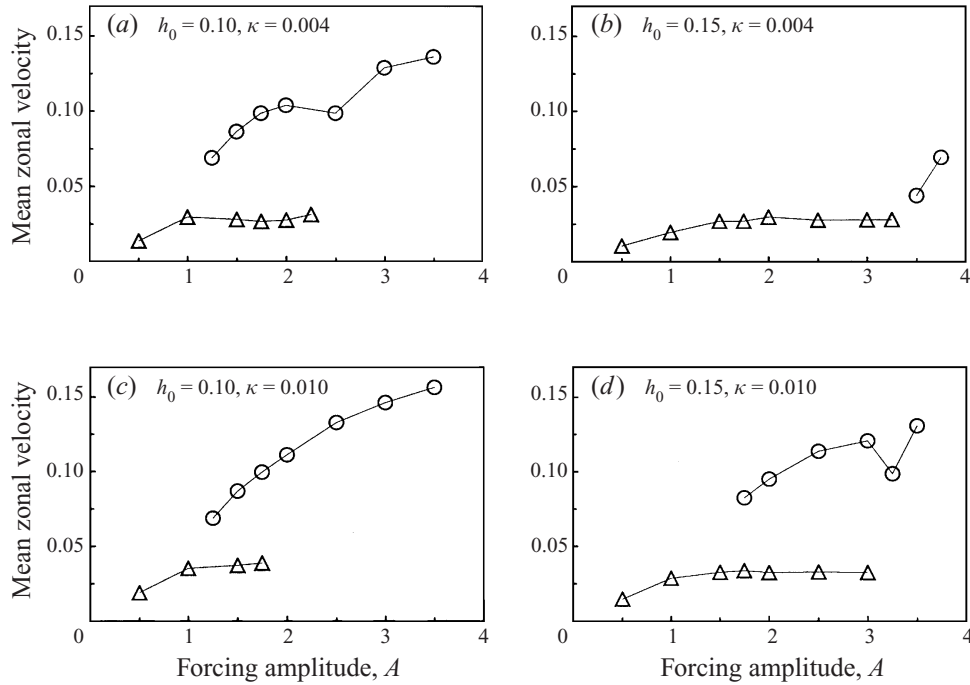 (a) h₀ = 0.10, κ = 0.004
Mean zonal velocity
0.15
0.10
0.05
0 1 2 3 4
(b) h₀ = 0.15, κ = 0.004
0.15
0.10
0.05
0 1 2 3 4
(c) h₀ = 0.10, κ = 0.010
Mean zonal velocity
0.15
0.10
0.05
0 1 2 3 4
Forcing amplitude, A
(d) h₀ = 0.15, κ = 0.010
0.15
0.10
0.05
0 1 2 3 4
Forcing amplitude, A